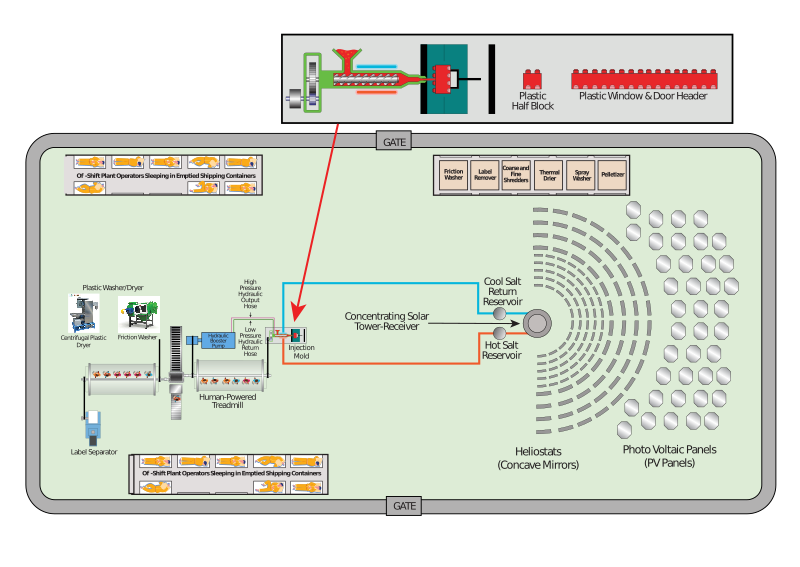 Plastic
Half Block
Plastic Window & Door Header
GATE
Of -Shift Plant Operators Sleeping in Emptied Shipping Containers
Friction
Washer
Label
Remover
Coarse and
Fine
Shredders
Thermal
Drier
Spray
Washer
Pelletizer
High
Pressure
Hydraulic
Output
Hose
Cool Salt
Return
Reservoir
Plastic Washer/Dryer
Concentrating Solar
Tower-Receiver
Low
Pressure
Hydraulic
Return
Hose
Centrifugal Plastic
Dryer
Friction Washer
Hydraulic
Booster
Pump
Injection
Mold
Hot Salt
Reservoir
Human-Powered
Treadmill
Label Separator
Heliostats
(Concave Mirrors)
Photo Voltaic Panels
(PV Panels)
Of -Shift Plant Operators Sleeping in Emptied Shipping Containers
GATE